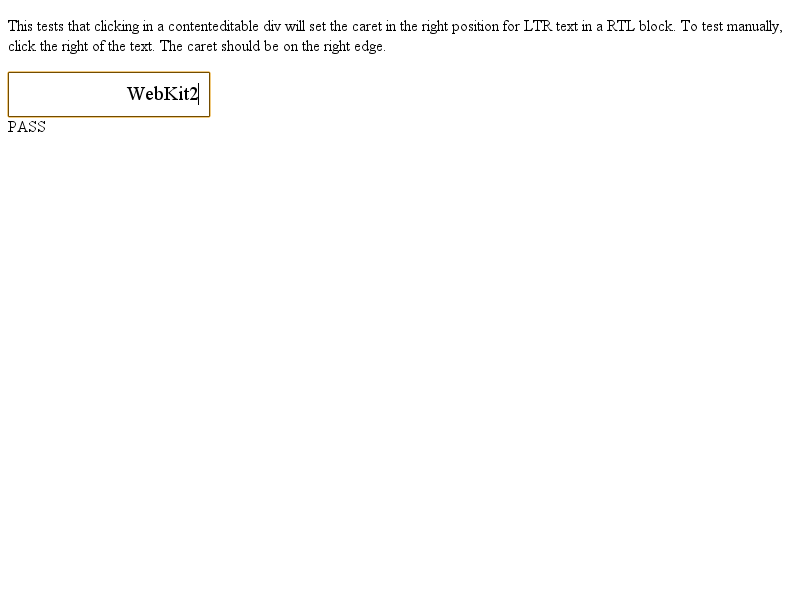 This tests that clicking in a contenteditable div will set the caret in the right position for LTR text in a RTL block. To test manually,
click the right of the text. The caret should be on the right edge.
WebKit2
PASS